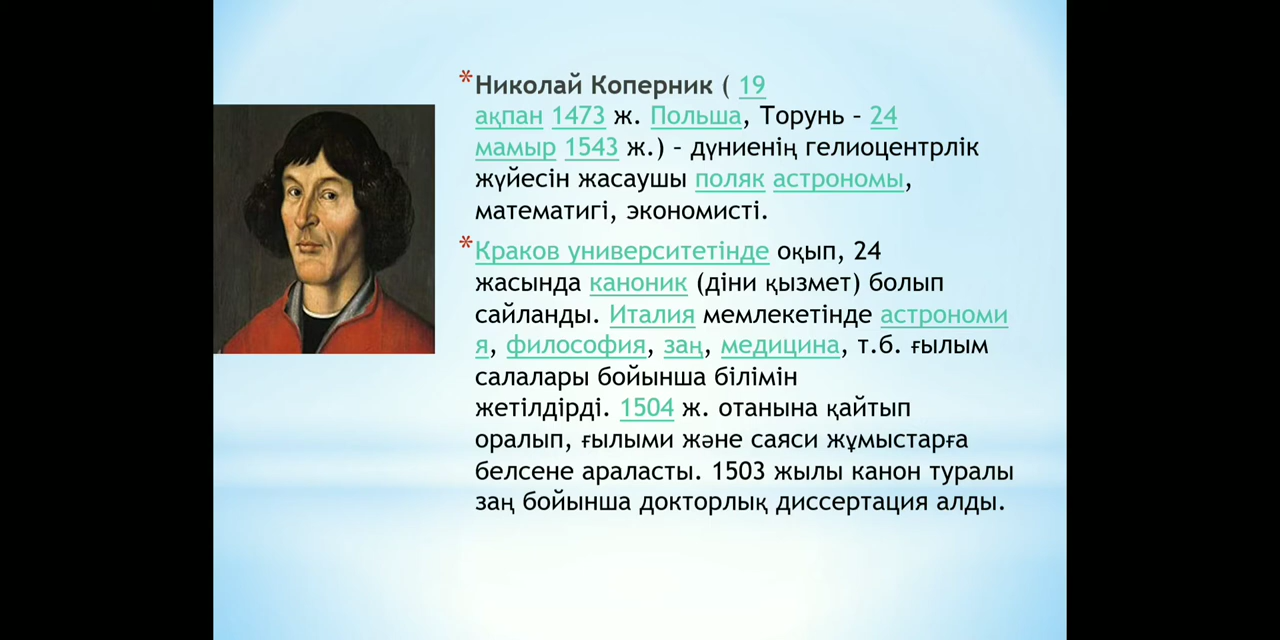 *Николай Коперник ( 19
ақпан 1473 ж. Польша, Торунь – 24
мамыр 1543 ж.) – дүниенің гелиоцентрлік
жүйесін жасаушы поляк астрономы,
математигі, экономисті.
*Краков университетінде оқып, 24
жасында каноник (діни қызмет) болып
сайланды. Италия мемлекетінде астрономи
я, философия, заң, медицина, т.б. ғылым
салалары бойынша білімін
жетілдірді. 1504 ж. отанына қайтып
оралып, ғылыми және саяси жұмыстарға
белсене араласты. 1503 жылы канон туралы
заң бойынша докторлық диссертация алды.